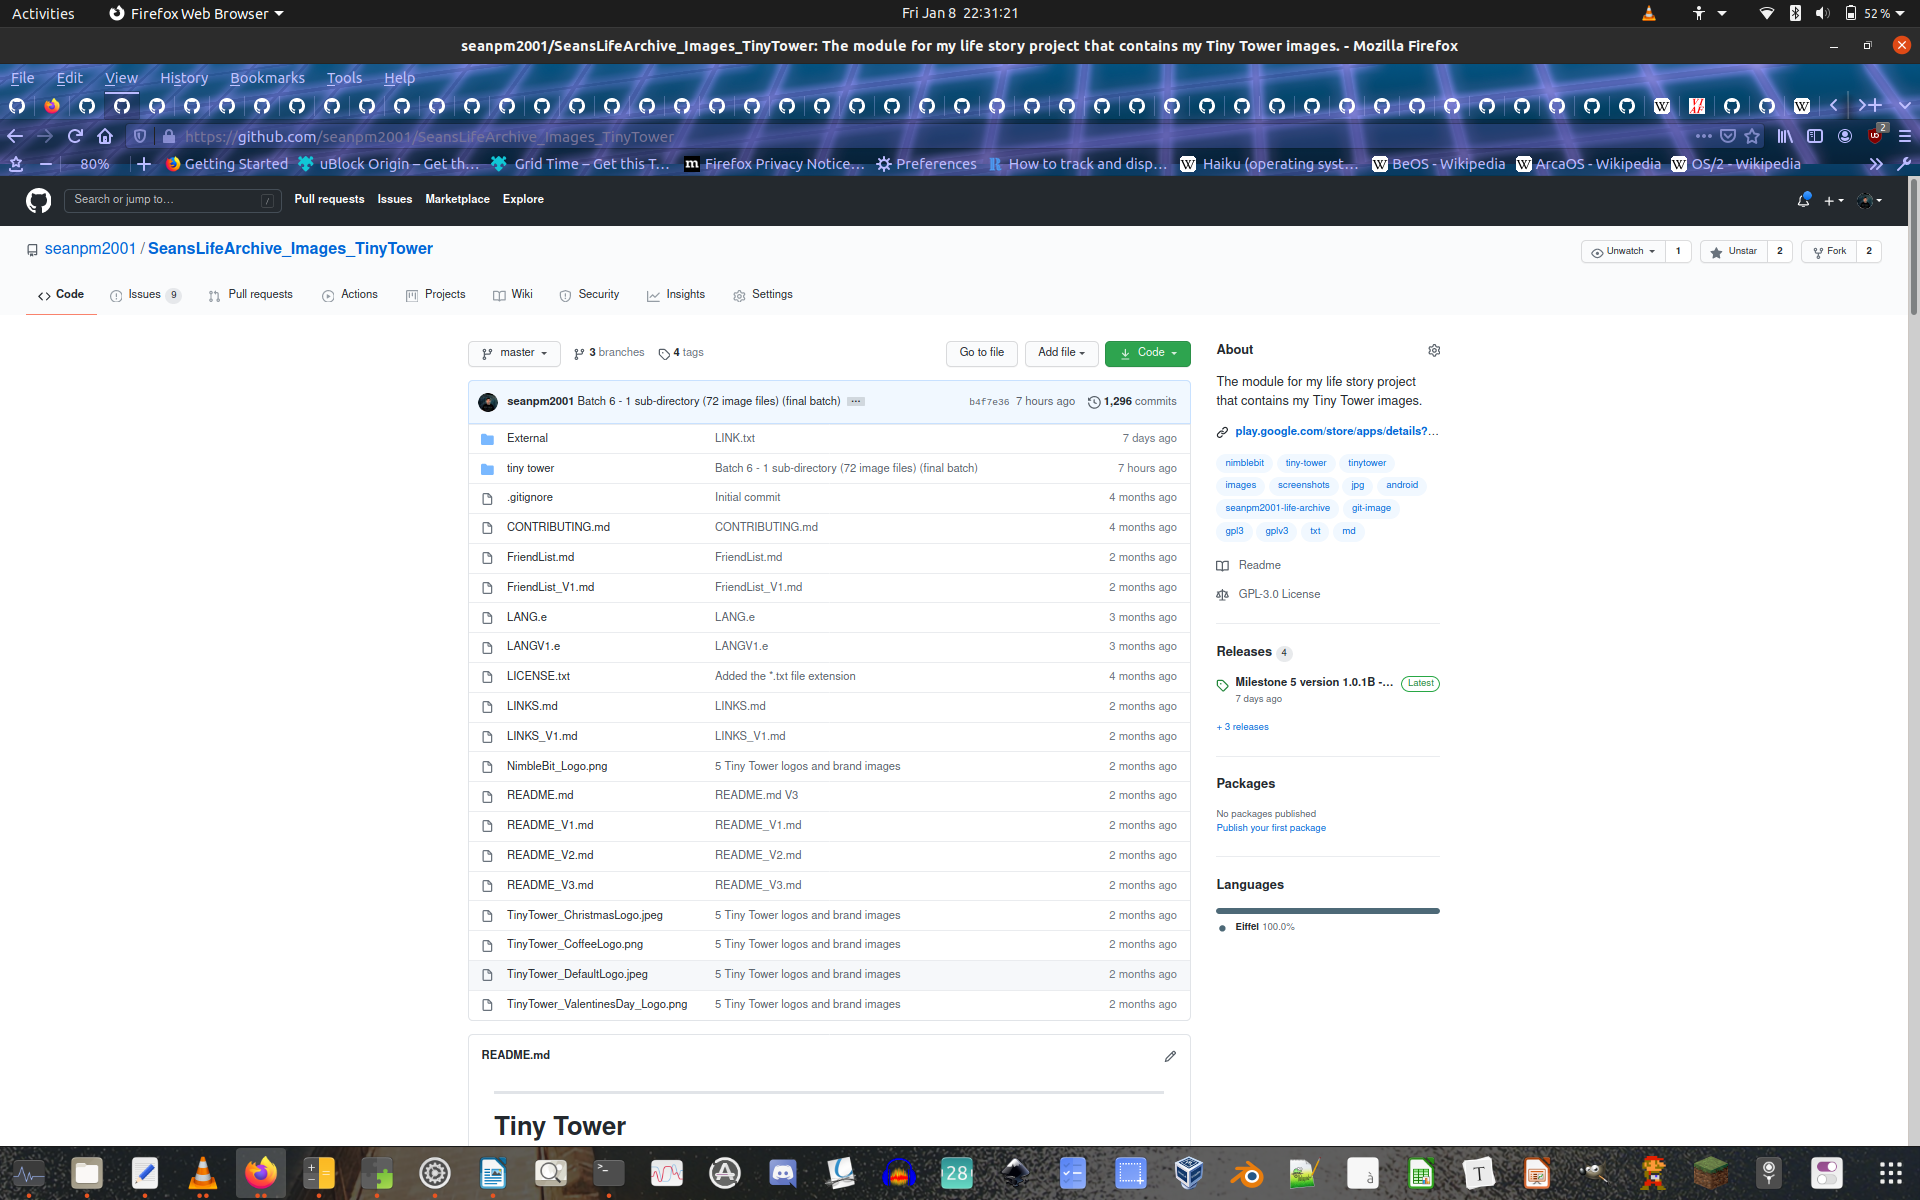 Activities Firefox Web Browser Fri Jan 8 22:31:21 52 %
seanpm2001/SeansLifeArchive_Images_TinyTower: The module for my life story project that contains my Tiny Tower images. - Mozilla Firefox
File Edit View History Bookmarks Tools Help
https://github.com/seanpm2001/SeansLifeArchive_Images_TinyTower 2
80% Getting Started uBlock Origin – Get th… Grid Time – Get this T… Firefox Privacy Notice… Preferences How to track and disp… Haiku (operating syst… BeOS - Wikipedia ArcaOS - Wikipedia OS/2 - Wikipedia
Search or jump to… / Pull requests Issues Marketplace Explore
seanpm2001 / SeansLifeArchive_Images_TinyTower Unwatch 1 Unstar 2 Fork 2
Code Issues 9 Pull requests Actions Projects Wiki Security Insights Settings
master 3 branches 4 tags Go to file Add file Code
seanpm2001 Batch 6 - 1 sub-directory (72 image files) (final batch) ··· b4f7e36 7 hours ago 1,296 commits
External LINK.txt 7 days ago
tiny tower Batch 6 - 1 sub-directory (72 image files) (final batch) 7 hours ago
.gitignore Initial commit 4 months ago
CONTRIBUTING.md CONTRIBUTING.md 4 months ago
FriendList.md FriendList.md 2 months ago
FriendList_V1.md FriendList_V1.md 2 months ago
LANG.e LANG.e 3 months ago
LANGV1.e LANGV1.e 3 months ago
LICENSE.txt Added the *.txt file extension 4 months ago
LINKS.md LINKS.md 2 months ago
LINKS_V1.md LINKS_V1.md 2 months ago
NimbleBit_Logo.png 5 Tiny Tower logos and brand images 2 months ago
README.md README.md V3 2 months ago
README_V1.md README_V1.md 2 months ago
README_V2.md README_V2.md 2 months ago
README_V3.md README_V3.md 2 months ago
TinyTower_ChristmasLogo.jpeg 5 Tiny Tower logos and brand images 2 months ago
TinyTower_CoffeeLogo.png 5 Tiny Tower logos and brand images 2 months ago
TinyTower_DefaultLogo.jpeg 5 Tiny Tower logos and brand images 2 months ago
TinyTower_ValentinesDay_Logo.png 5 Tiny Tower logos and brand images 2 months ago
README.md
Tiny Tower
About
The module for my life story project
that contains my Tiny Tower images.
play.google.com/store/apps/details?…
nimblebit tiny-tower tinytower
images screenshots jpg android
seanpm2001-life-archive git-image
gpl3 gplv3 txt md
Readme
GPL-3.0 License
Releases 4
Milestone 5 version 1.0.1B -… Latest
7 days ago
+ 3 releases
Packages
No packages published
Publish your first package
Languages
Eiffel 100.0%
28